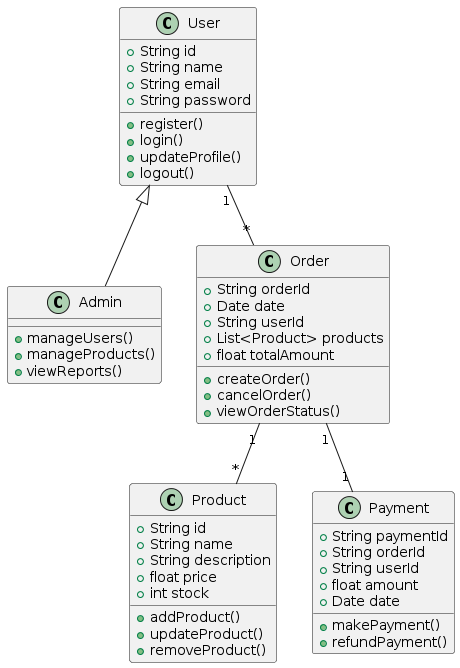 C User
String id
String name
String email
String password
register()
login()
updateProfile()
logout()
1
*
C Order
String orderId
Date date
String userId
List<Product> products
float totalAmount
createOrder()
cancelOrder()
viewOrderStatus()
C Admin
manageUsers()
manageProducts()
viewReports()
1
*
1
1
C Product
String id
String name
String description
float price
int stock
addProduct()
updateProduct()
removeProduct()
C Payment
String paymentId
String orderId
String userId
float amount
Date date
makePayment()
refundPayment()